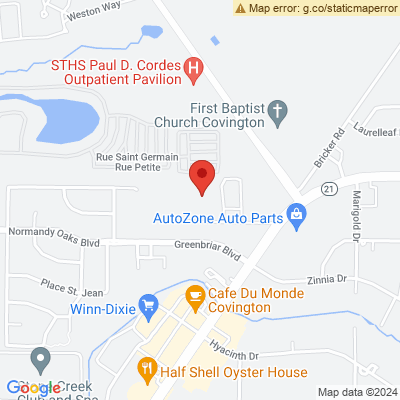 Map error: g.co/staticmaperror
Weston Way
STHS Paul D. Cordes
Outpatient Pavilion
First Baptist
Church Covington
Laurelleaf
Bricker Rd
Rue Saint Germain
Rue Petite
21
Marigold Dr
AutoZone Auto Parts
Normandy Oaks Blvd
Greenbriar Blvd
Zinnia Dr
Place St. Jean
Cafe Du Monde
Covington
Winn-Dixie
Hyacinth Dr
Half Shell Oyster House
Creek
Club and Spa
Google
Map data ©2024